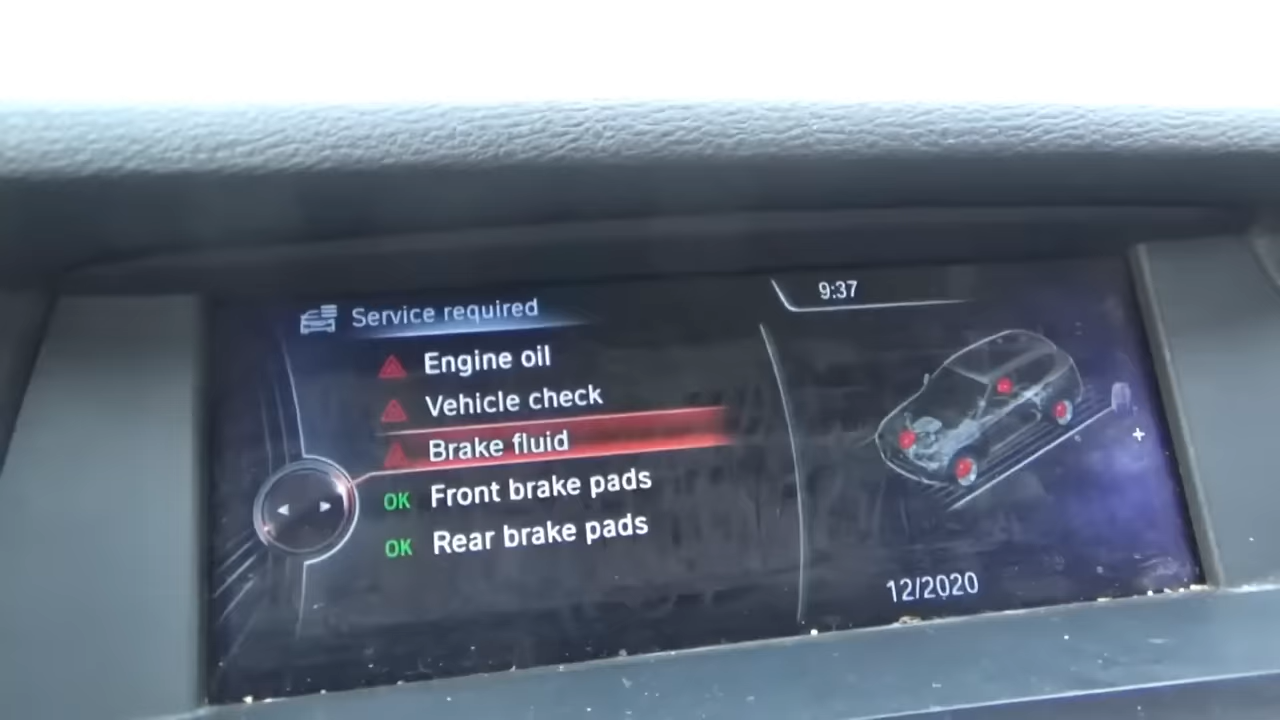 Service required
9:37
Engine oil
Vehicle check
Brake fluid
OK Front brake pads
OK Rear brake pads
12/2020